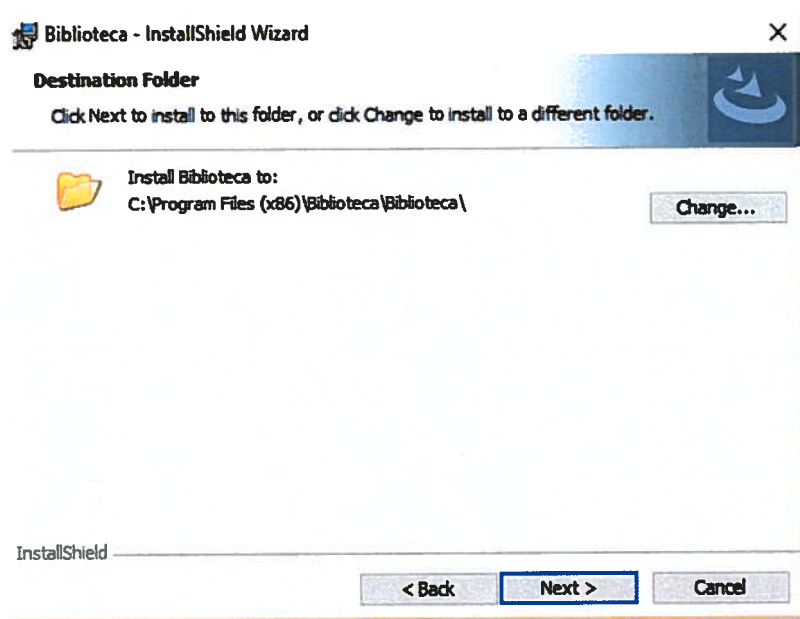 Biblioteca - InstallShield Wizard
Destination Folder
Click Next to install to this folder, or click Change to install to a different folder.
Install Biblioteca to:
C:\Program Files (x86)\Biblioteca\Biblioteca\
Change...
InstallShield
< Back
Next >
Cancel